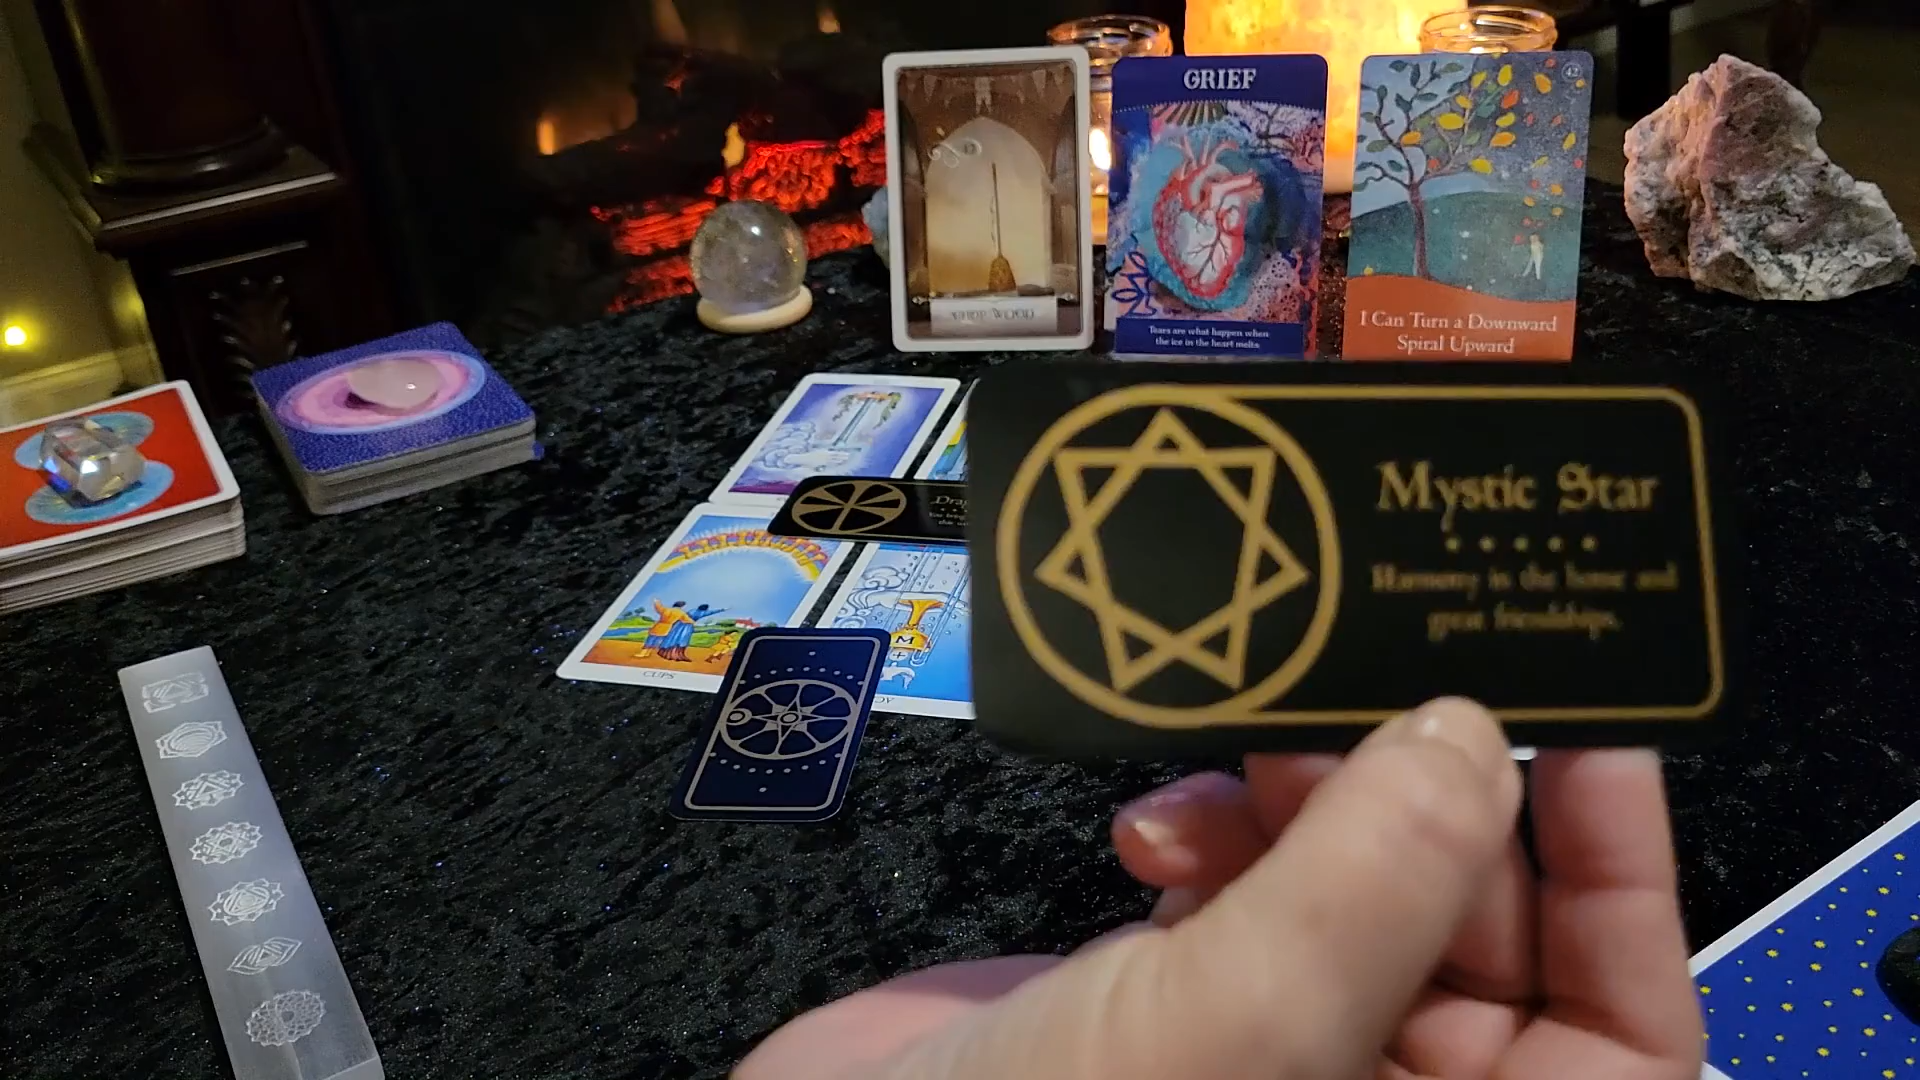 GRIEF
42
Tears are what happen when
the ice in the heart melts
I Can Turn a Downward
Spiral Upward
WOOD
Mystic Star
Harmony in the home and
great friendships.
CUPS
M